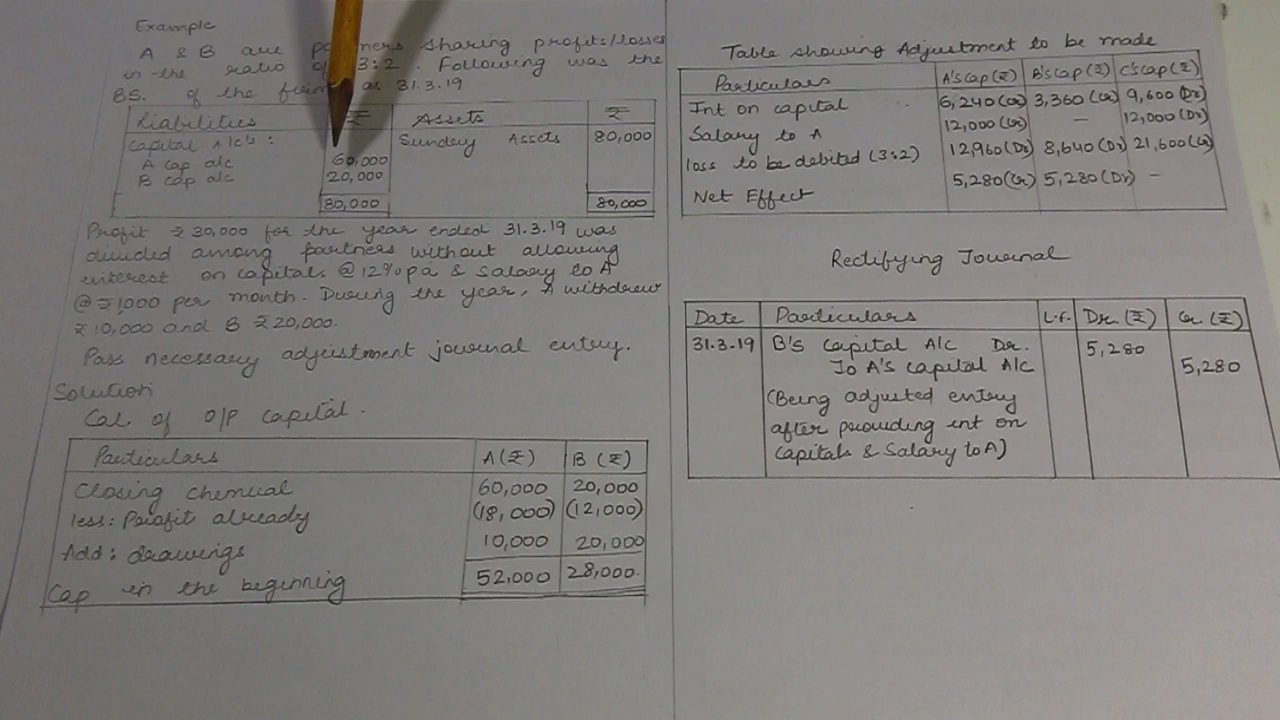 Example
A & B are partners sharing profits/losses
in the ratio of 3:2. Following was the
BS. of the firm as 31.3.19
Liabilities ₹ Assets ₹
Capital A/c's: Sundry Assets 80,000
A cap a/c 60,000
B cap a/c 20,000
80,000 80,000
Profit ₹ 30,000 for the year ended 31.3.19 was
divided among partners without allowing
interest on capitals @ 12% pa & salary to A
@ ₹1,000 per month. During the year, A withdrew
₹ 10,000 and B ₹ 20,000.
Pass necessary adjustment journal entry.
Solution
Cal. of O/P capital.
Particulars A (₹) B (₹)
Closing chemical 60,000 20,000
less: Profit already (18,000) (12,000)
Add: drawings 10,000 20,000
Cap in the beginning 52,000 28,000.
Table showing Adjustment to be made
Particulars A's Cap (₹) B's Cap (₹) C's Cap (₹)
Int on capital 6,240 (Cr) 3,360 (Cr) 9,600 (Dr)
Salary to A 12,000 (Cr) - 12,000 (Dr)
loss to be debited (3:2) 12,960 (Dr) 8,640 (Dr) 21,600 (Cr)
Net Effect 5,280 (Cr) 5,280 (Dr) -
Rectifying Journal
Date Particulars L.f. Dr. (₹) Cr. (₹)
31.3.19 B's capital A/c Dr. 5,280
To A's capital A/c 5,280
(Being adjusted entry
after providing int on
capitals & Salary to A)